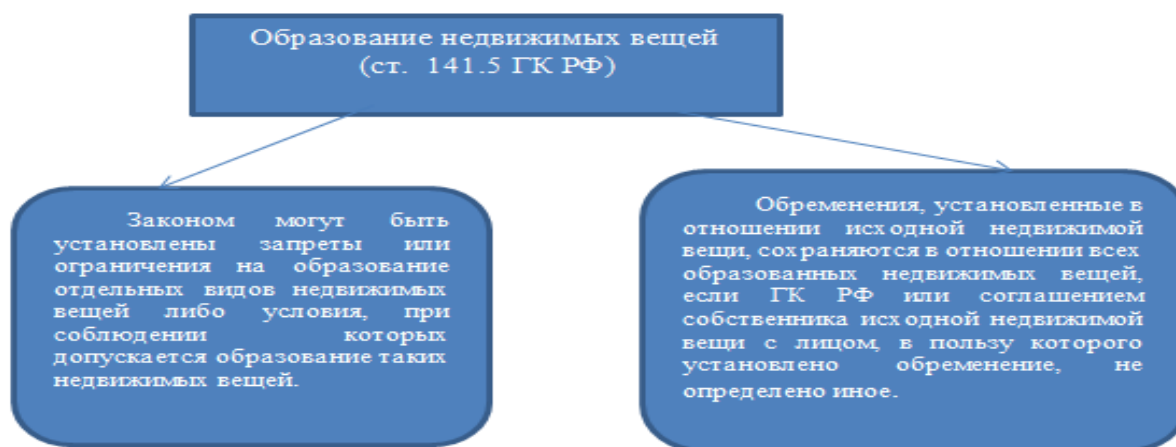 Образование недвижимых вещей
(ст. 141.5 ГК РФ)
Законом могут быть
установлены запреты или
ограничения на образование
отдельных видов недвижимых
вещей либо условия, при
соблюдении которых
допускается образование таких
недвижимых вещей.
Обременения, установленные в
отношении исходной недвижимой
вещи, сохраняются в отношении всех
образованных недвижимых вещей,
если ГК РФ или соглашением
собственника исходной недвижимой
вещи с лицом, в пользу которого
установлено обременение, не
определено иное.